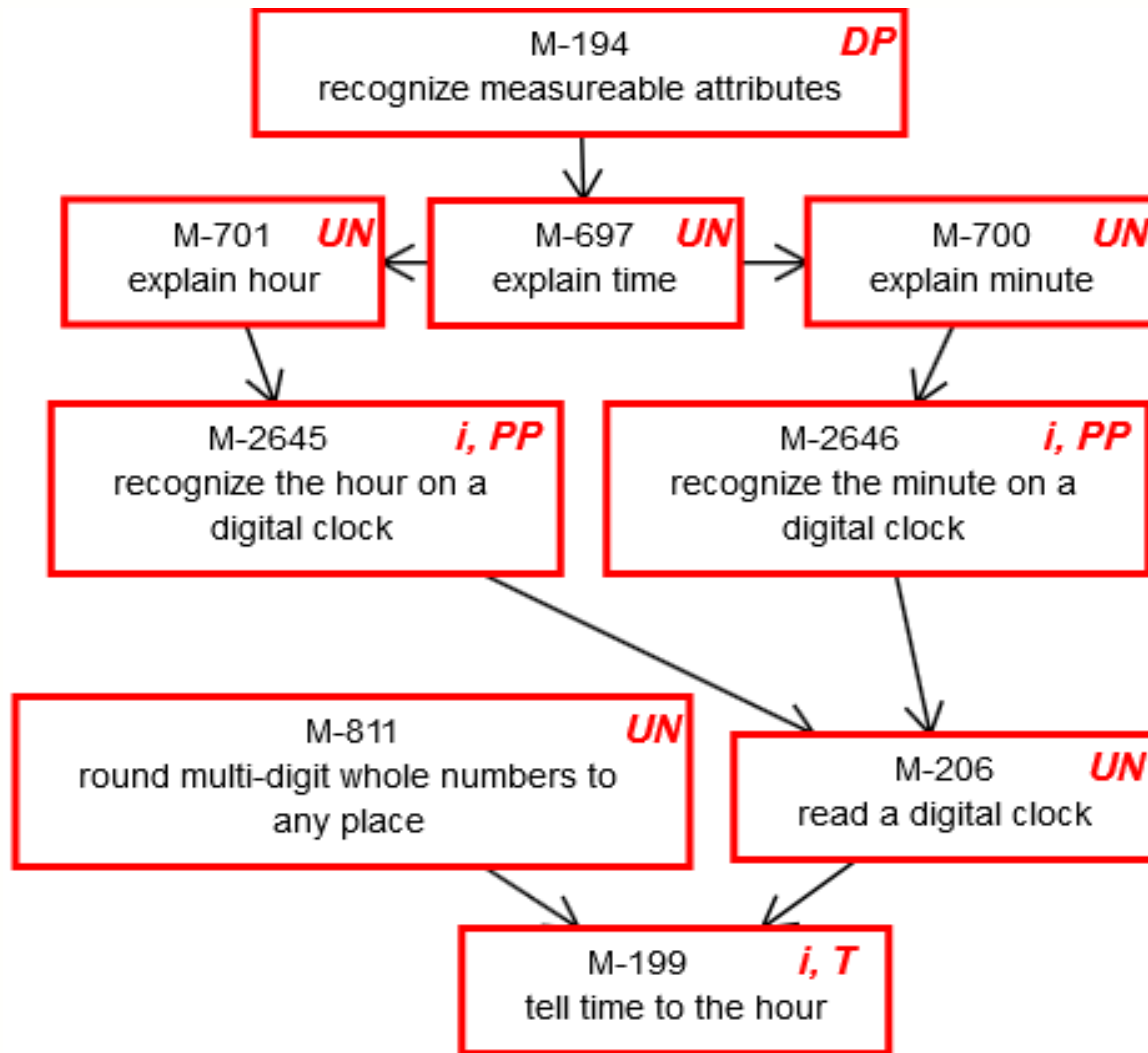 M-194 DP
recognize measureable attributes
M-701 UN
explain hour
M-697 UN
explain time
M-700 UN
explain minute
M-2645 i, PP
recognize the hour on a
digital clock
M-2646 i, PP
recognize the minute on a
digital clock
M-811 UN
round multi-digit whole numbers to
any place
M-206 UN
read a digital clock
M-199 i, T
tell time to the hour